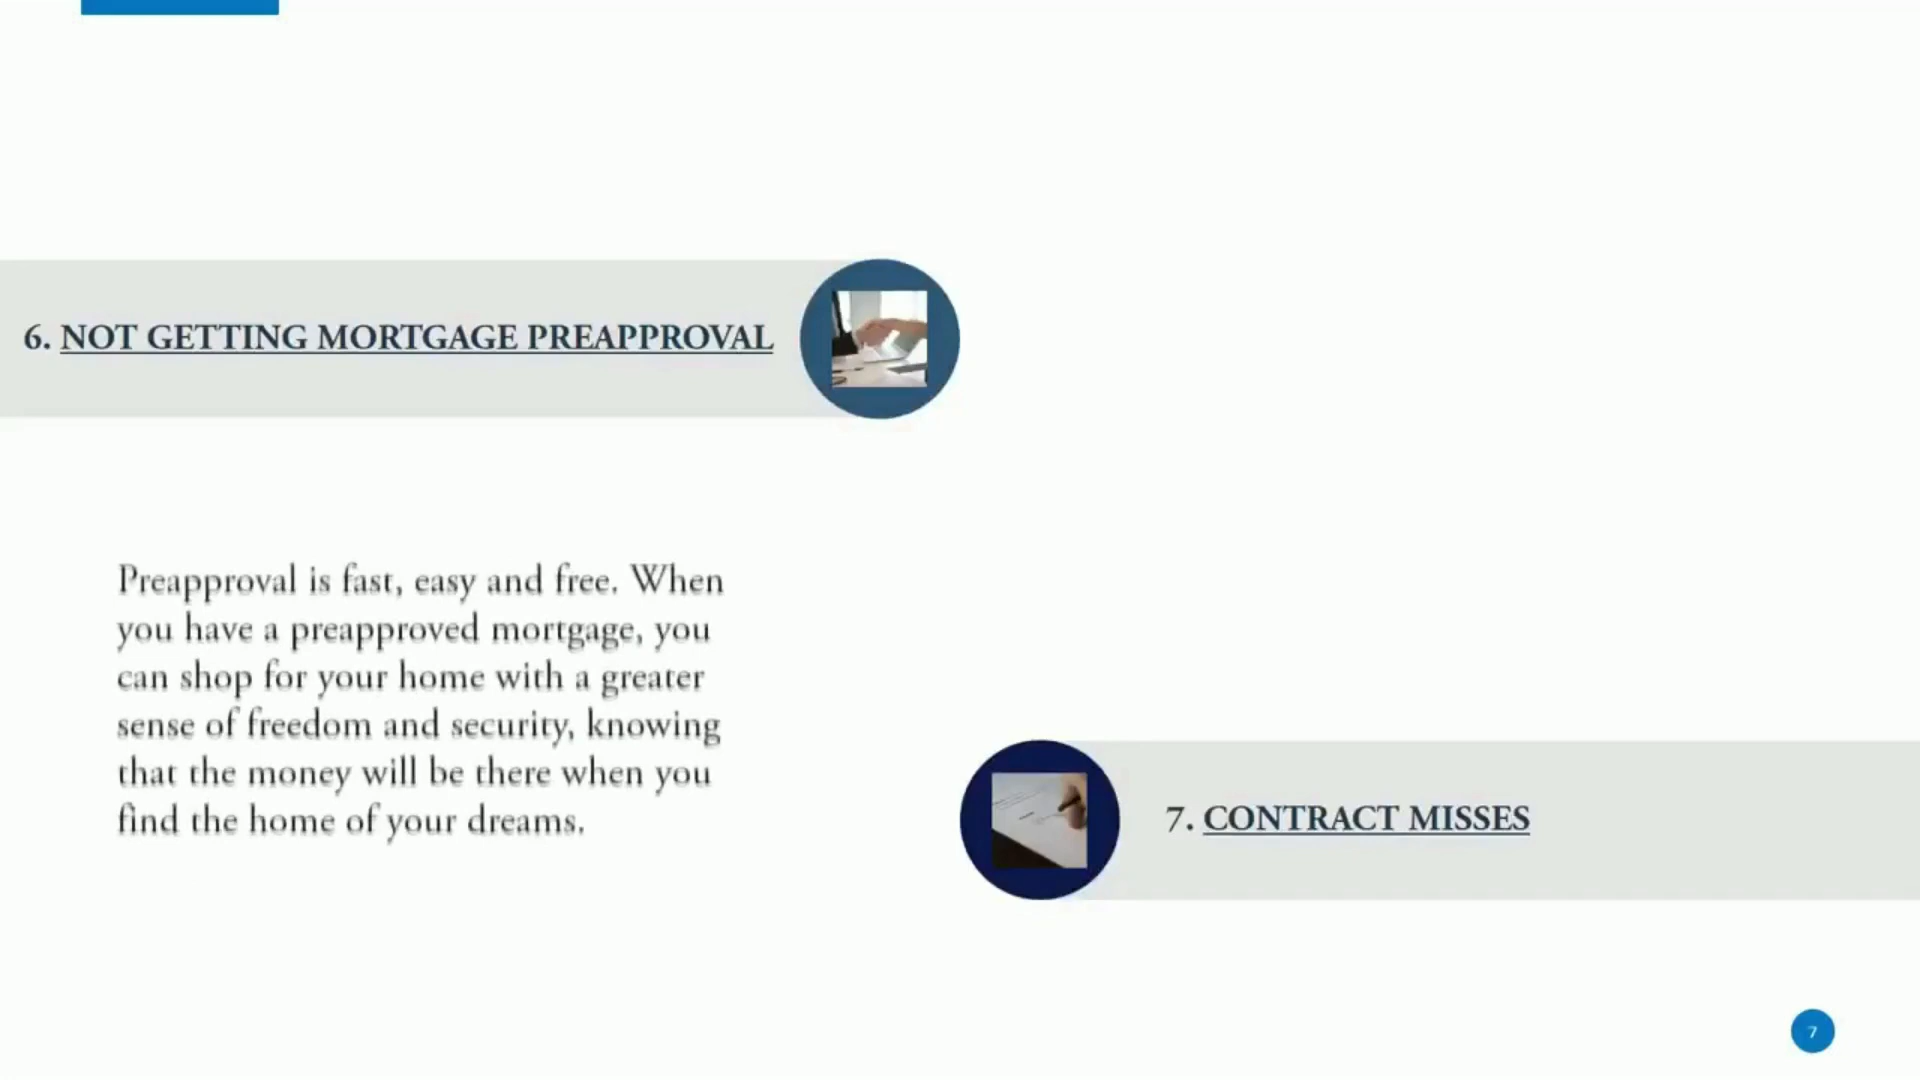 6. NOT GETTING MORTGAGE PREAPPROVAL
Preapproval is fast, easy and free. When
you have a preapproved mortgage, you
can shop for your home with a greater
sense of freedom and security, knowing
that the money will be there when you
find the home of your dreams.
7. CONTRACT MISSES
7